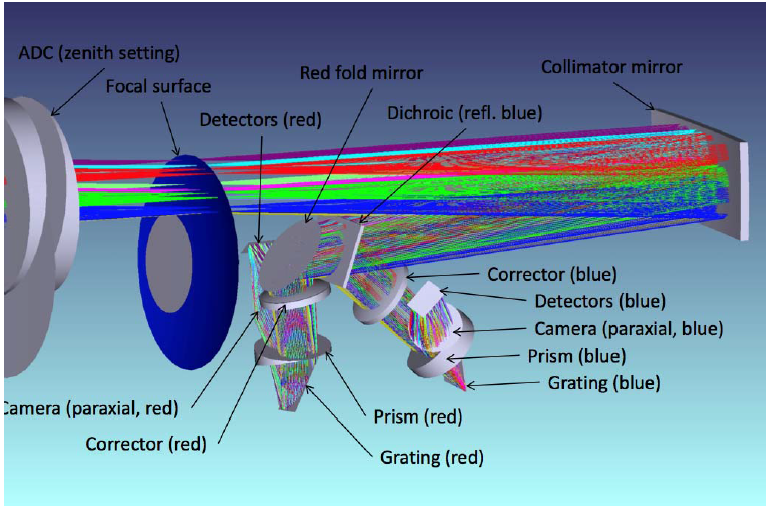 ADC (zenith setting)
Focal surface
Red fold mirror
Collimator mirror
Detectors (red)
Dichroic (refl. blue)
Corrector (blue)
Detectors (blue)
Camera (paraxial, blue)
Prism (blue)
Grating (blue)
Camera (paraxial, red)
Prism (red)
Corrector (red)
Grating (red)